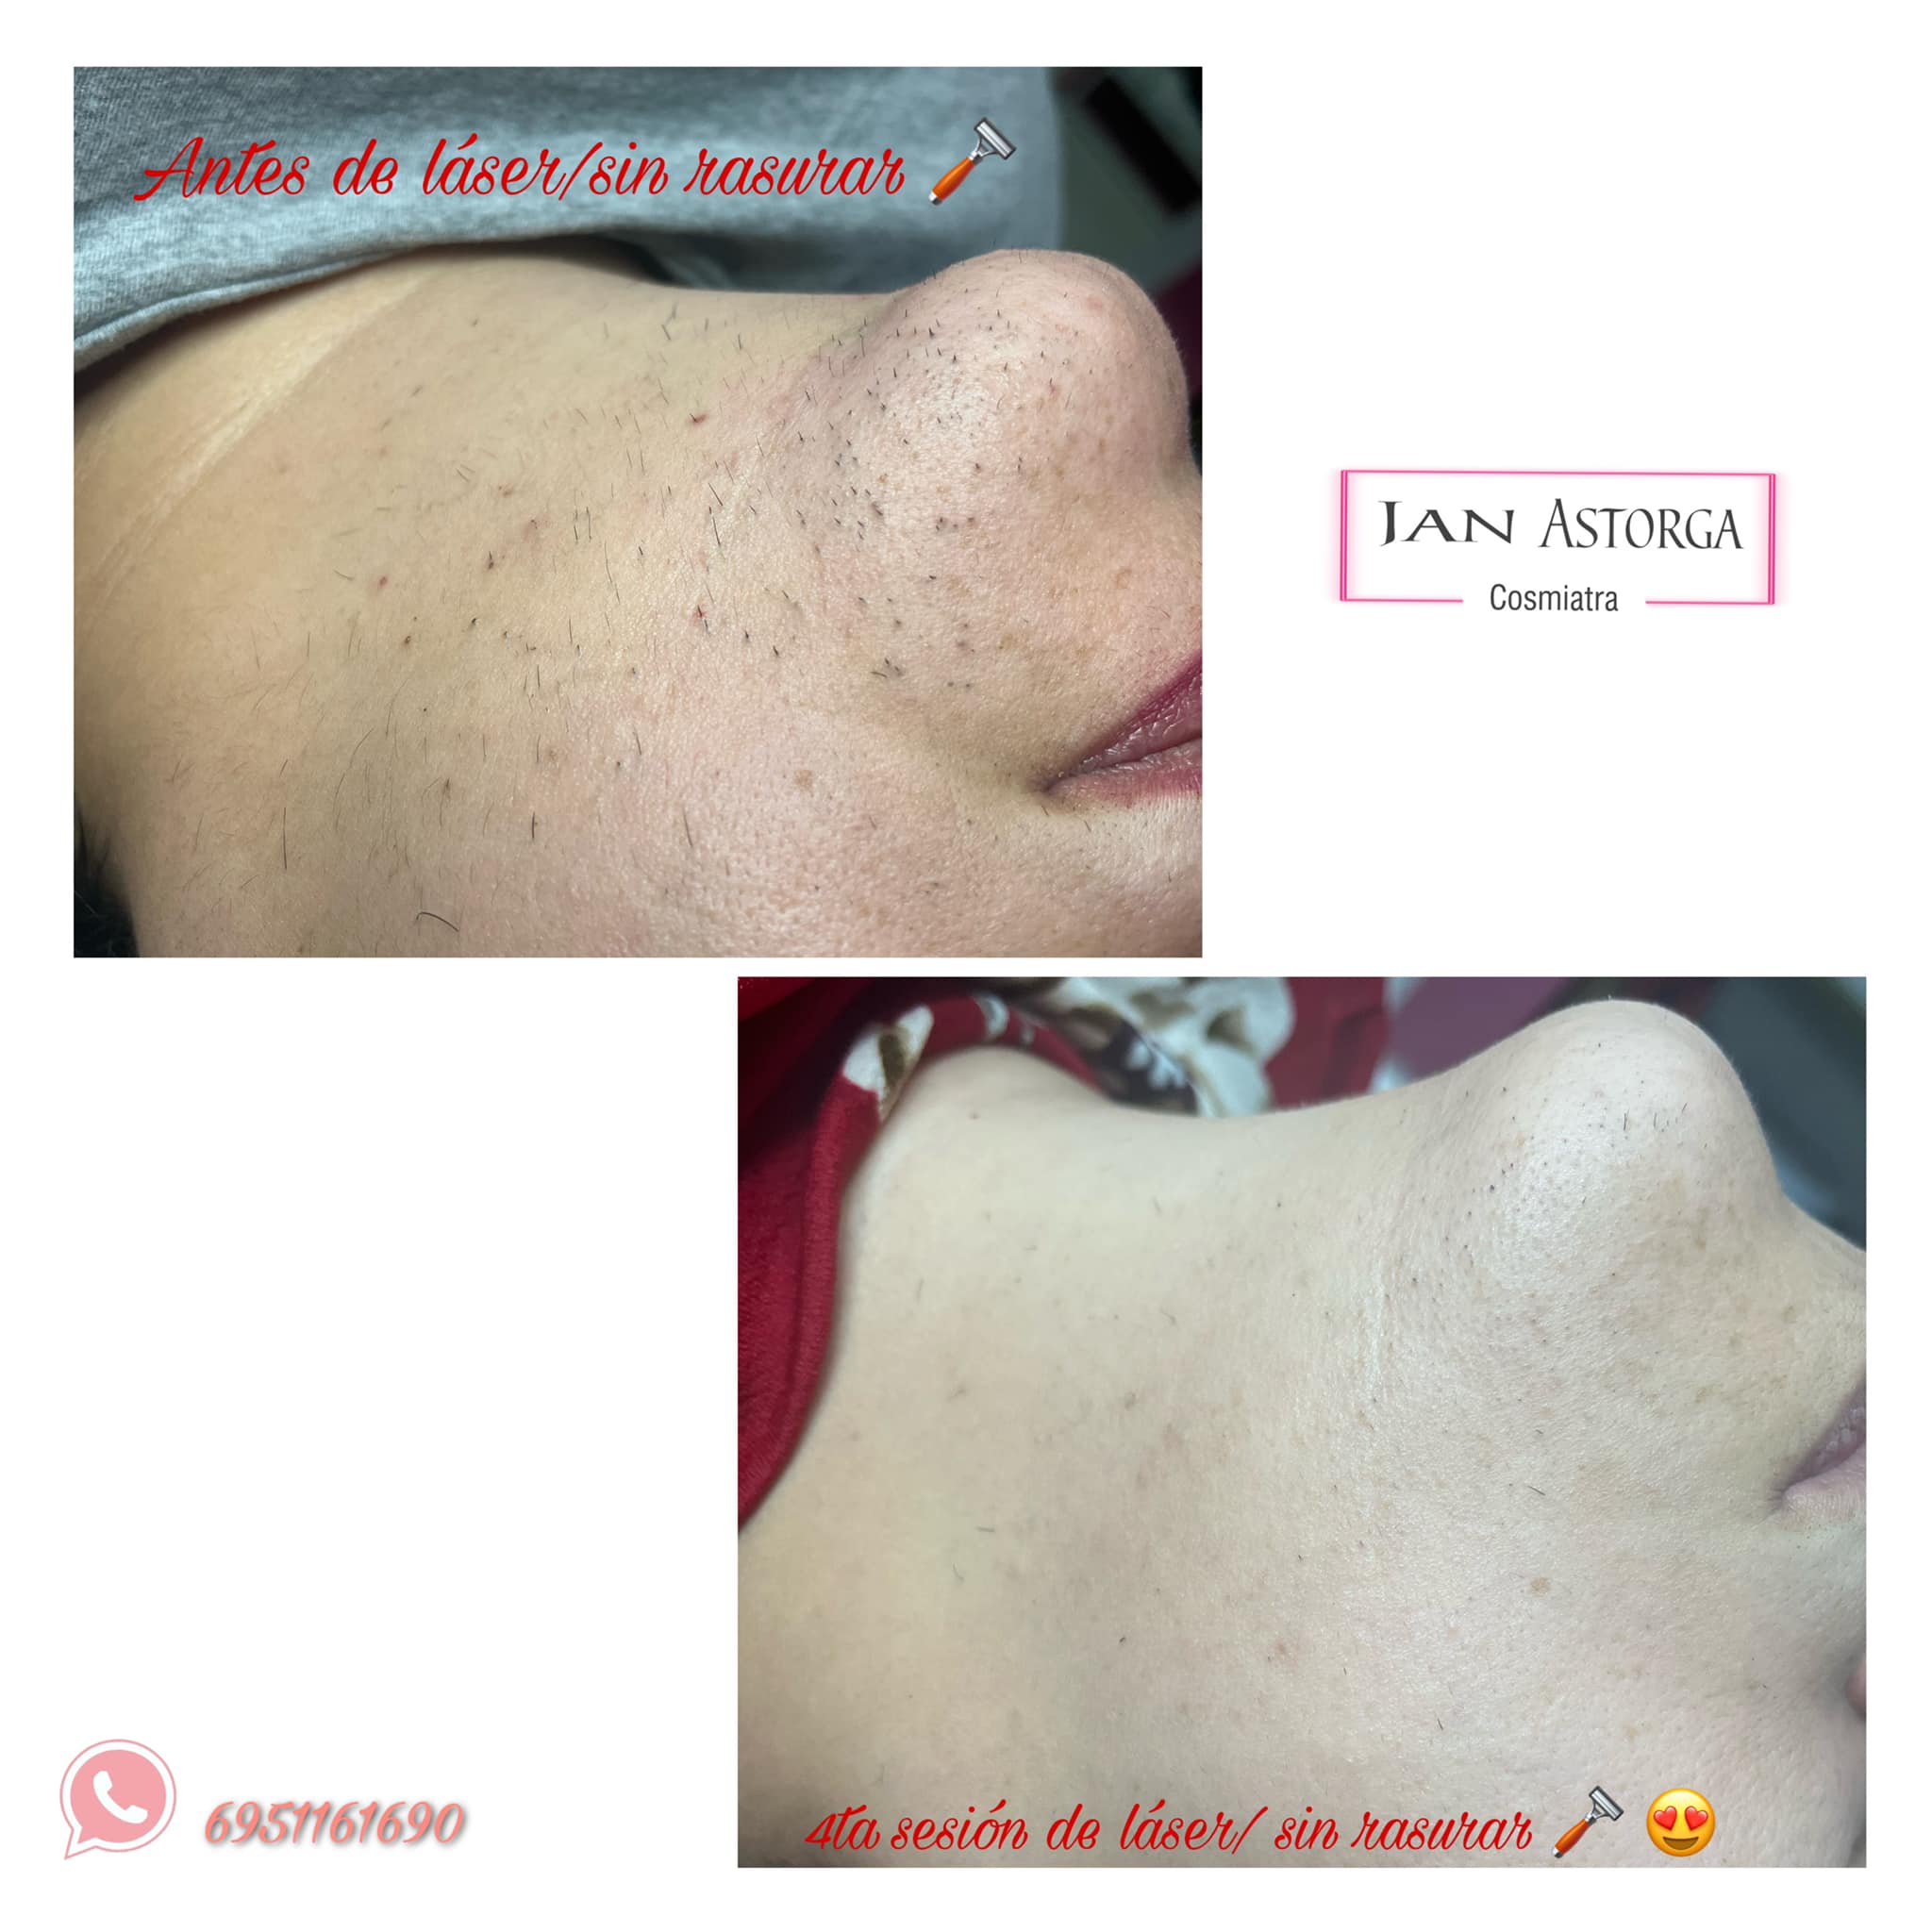 Antes de láser/sin rasurar
JAN ASTORGA
Cosmiatra
4ta sesión de láser/ sin rasurar
6951161690